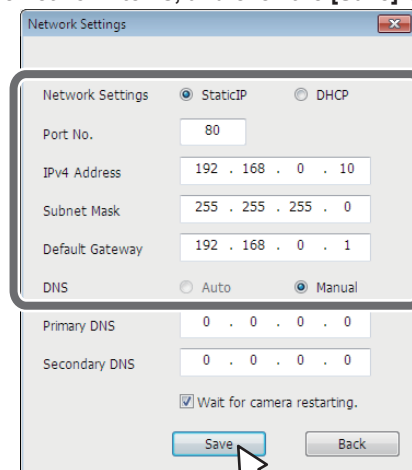 Network Settings
Network Settings StaticIP DHCP
Port No. 80
IPv4 Address 192 . 168 . 0 . 10
Subnet Mask 255 . 255 . 255 . 0
Default Gateway 192 . 168 . 0 . 1
DNS Auto Manual
Primary DNS 0 . 0 . 0 . 0
Secondary DNS 0 . 0 . 0 . 0
Wait for camera restarting.
Save Back